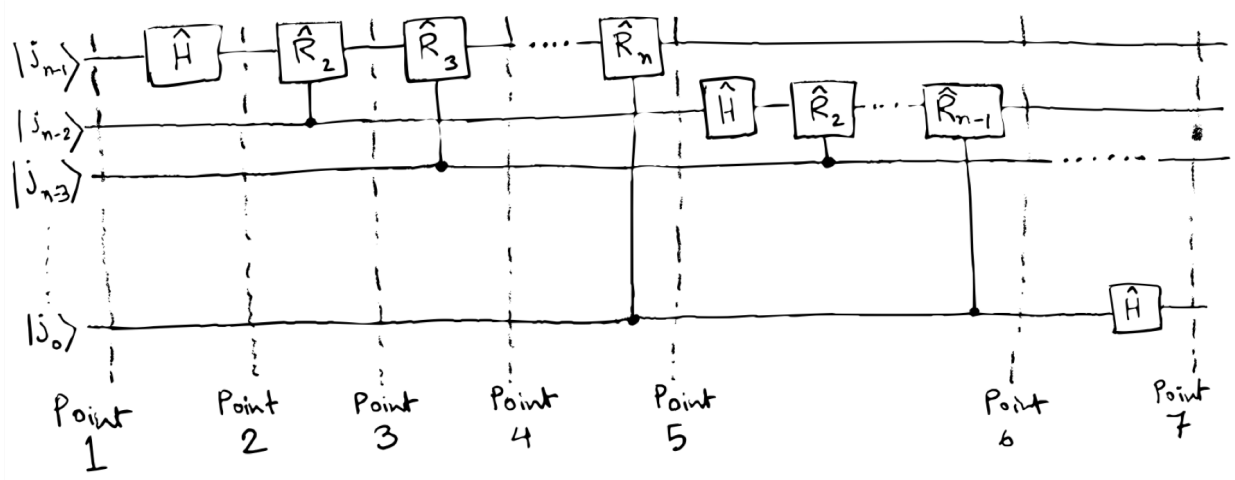 |j_{n-1}⟩ Ĥ R̂_2 R̂_3 ..... R̂_n
|j_{n-2}⟩ Ĥ R̂_2 ... R̂_{n-1}
|j_{n-3}⟩ .......
|j_0⟩ Ĥ
Point 1 Point 2 Point 3 Point 4 Point 5 Point 6 Point 7